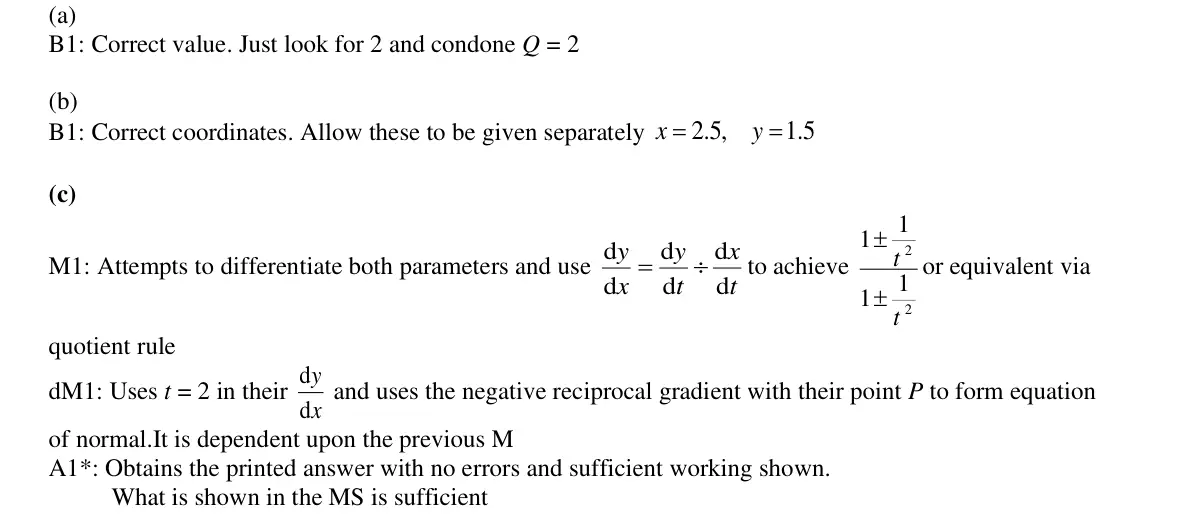 (a)
B1: Correct value. Just look for 2 and condone Q = 2
(b)
B1: Correct coordinates. Allow these to be given separately x = 2.5, y = 1.5
(c)
M1: Attempts to differentiate both parameters and use dy/dx = dy/dt ÷ dx/dt to achieve (1 ± 1/t²)/(1 ± 1/t²) or equivalent via
quotient rule
dM1: Uses t = 2 in their dy/dx and uses the negative reciprocal gradient with their point P to form equation
of normal.It is dependent upon the previous M
A1*: Obtains the printed answer with no errors and sufficient working shown.
What is shown in the MS is sufficient